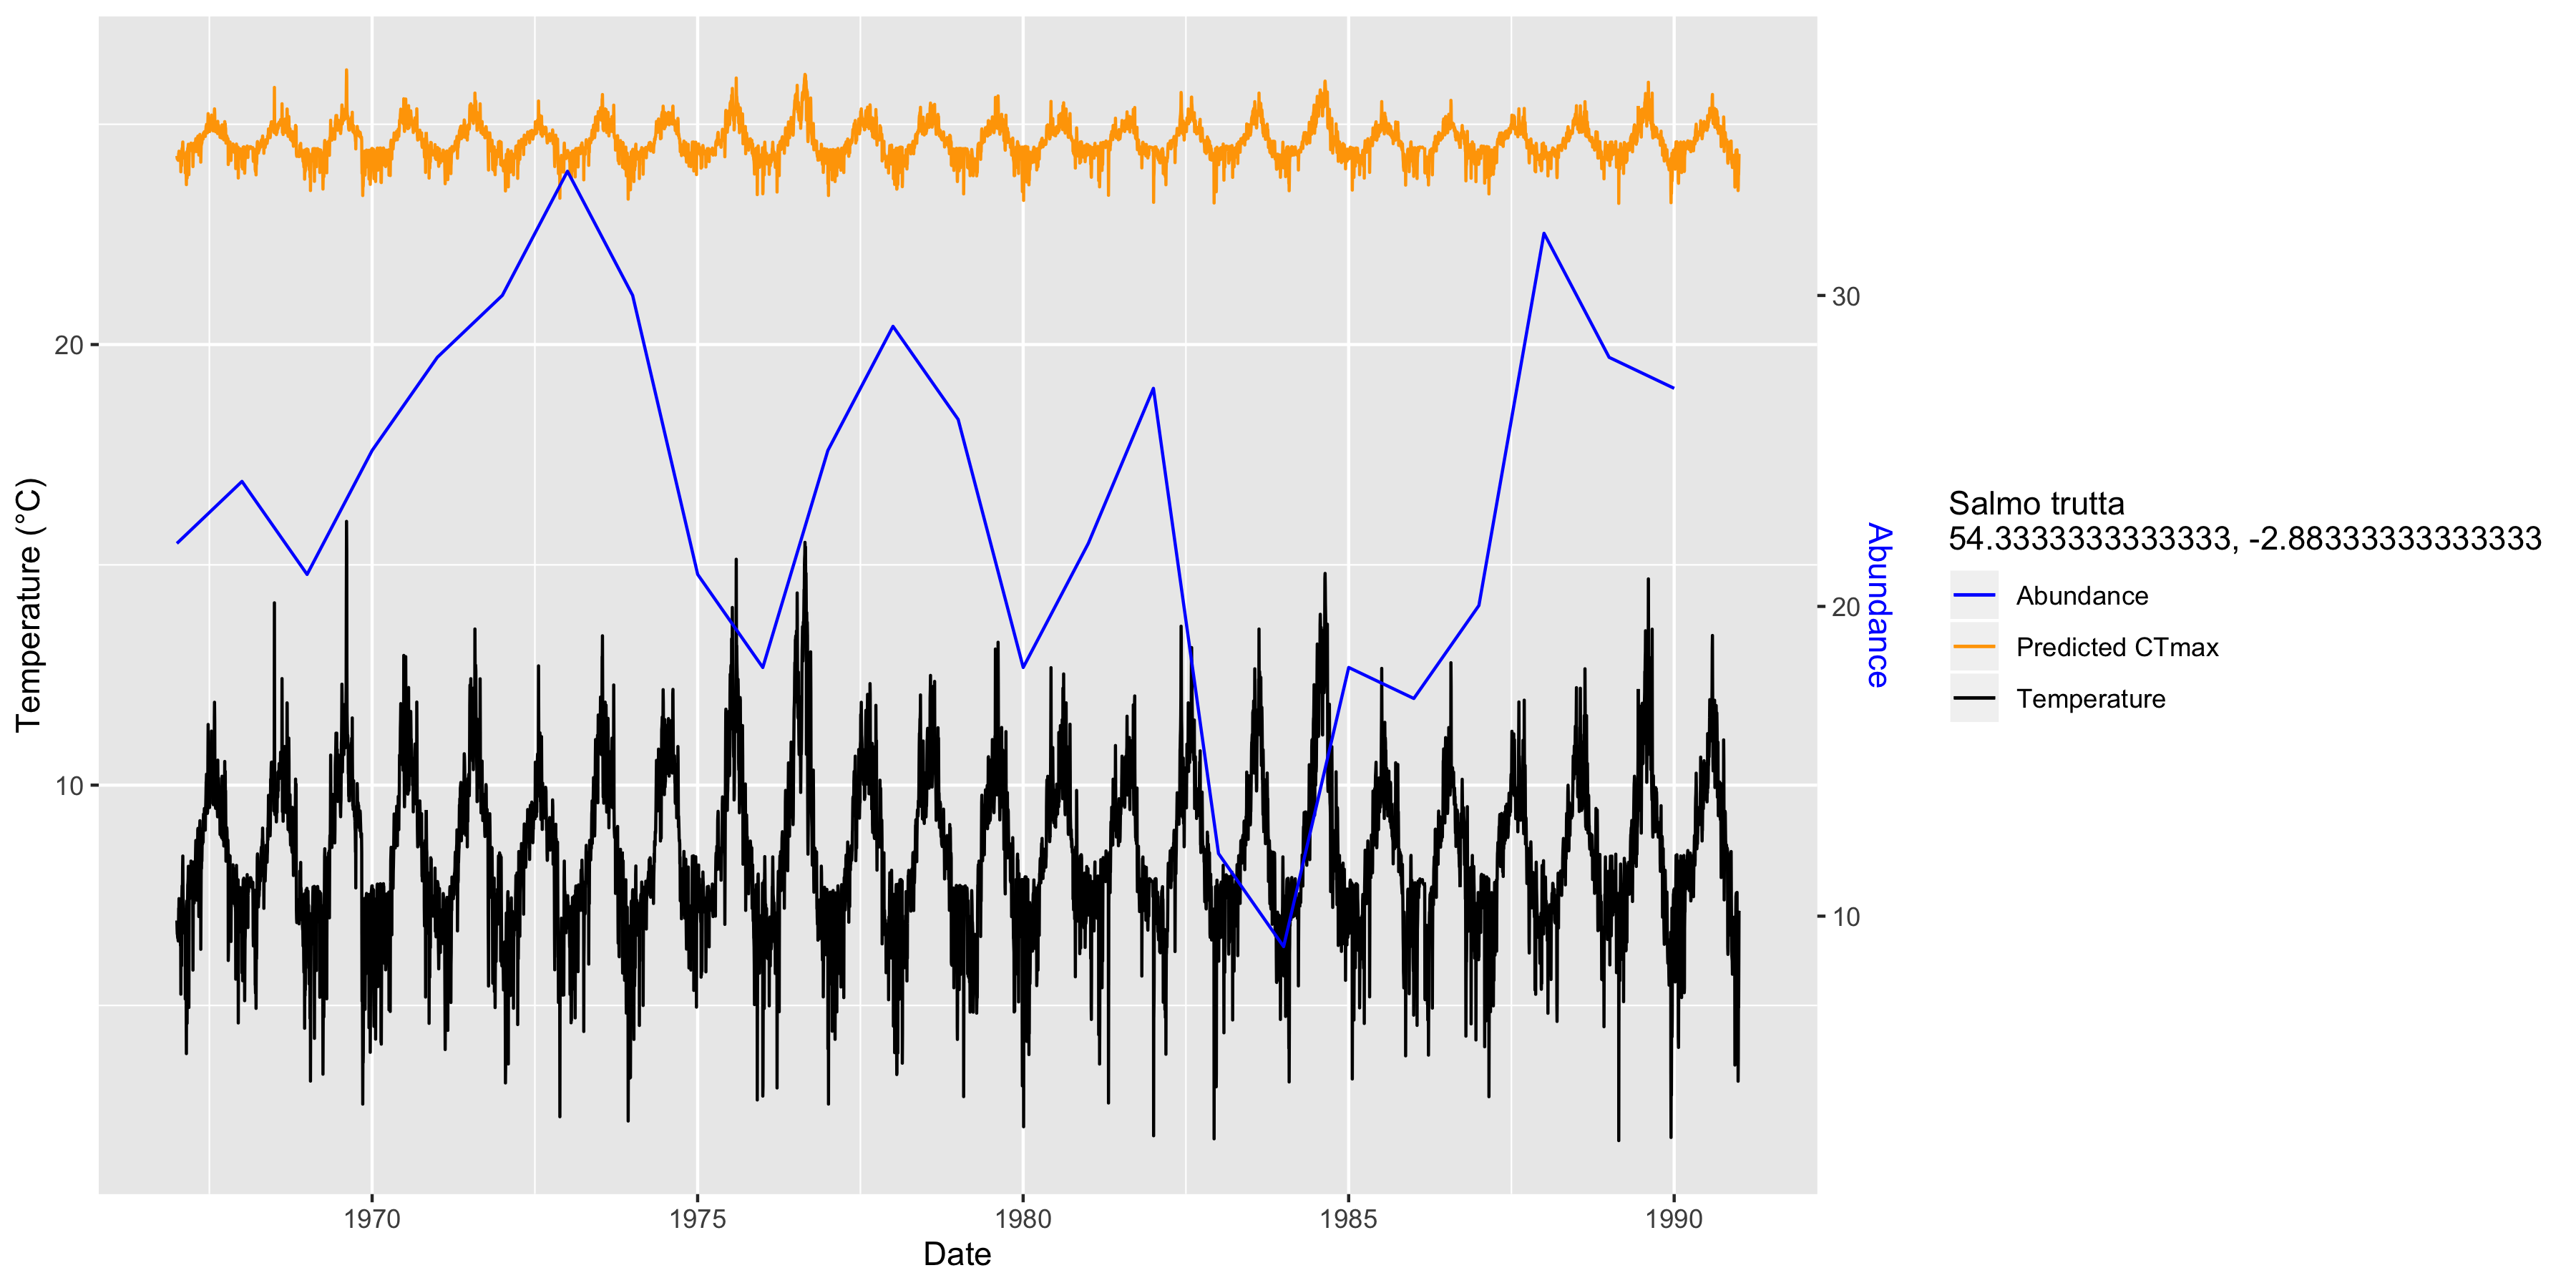 Temperature (°C)
20
10
1970
1975
1980
1985
1990
Date
30
20
10
Abundance
Salmo trutta
54.3333333333333, -2.88333333333333
Abundance
Predicted CTmax
Temperature